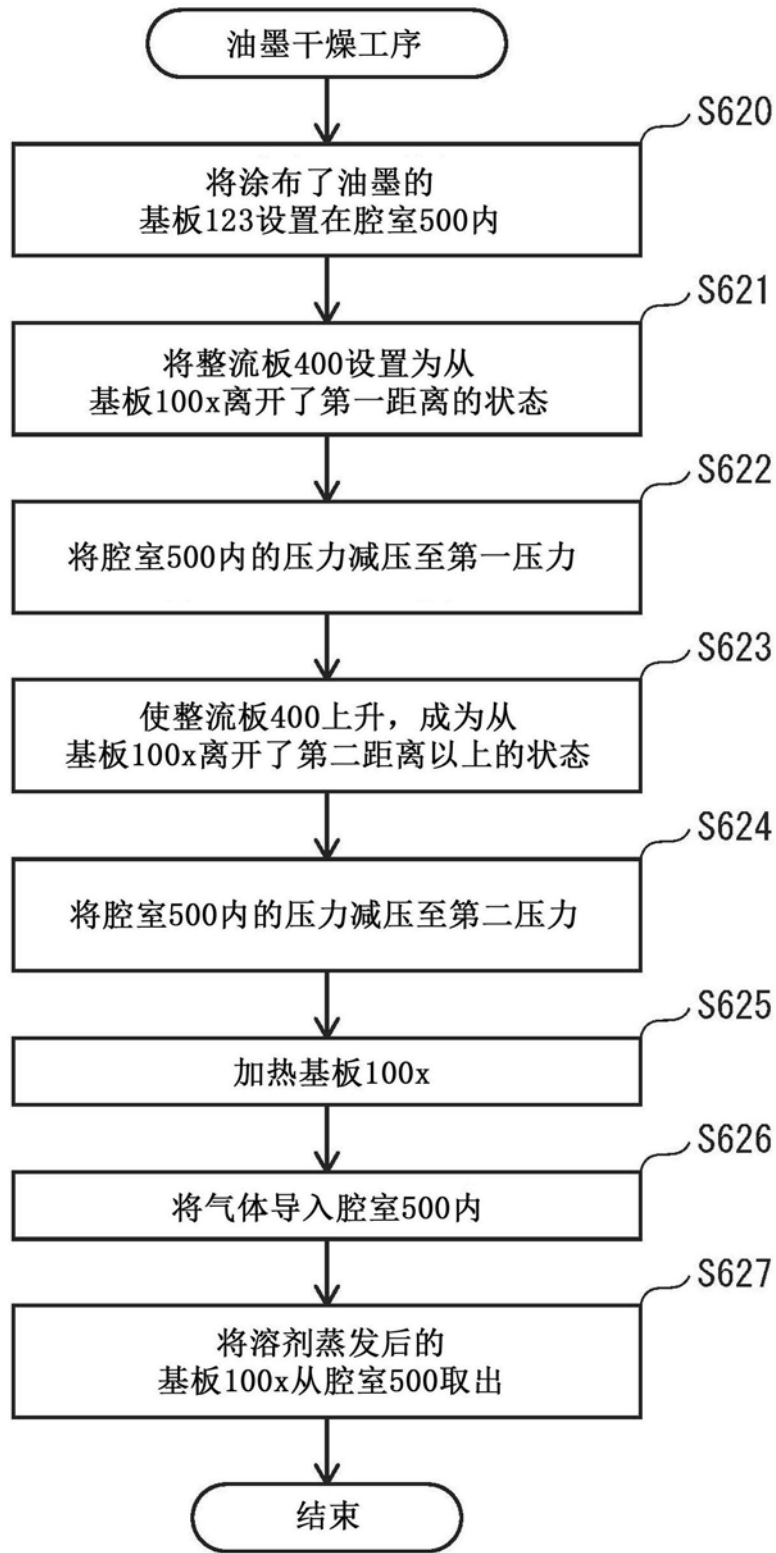 油墨干燥工序
S620
将涂布了油墨的
基板123设置在腔室500内
S621
将整流板400设置为从
基板100x离开了第一距离的状态
S622
将腔室500内的压力减压至第一压力
S623
使整流板400上升，成为从
基板100x离开了第二距离以上的状态
S624
将腔室500内的压力减压至第二压力
S625
加热基板100x
S626
将气体导入腔室500内
S627
将溶剂蒸发后的
基板100x从腔室500取出
结束